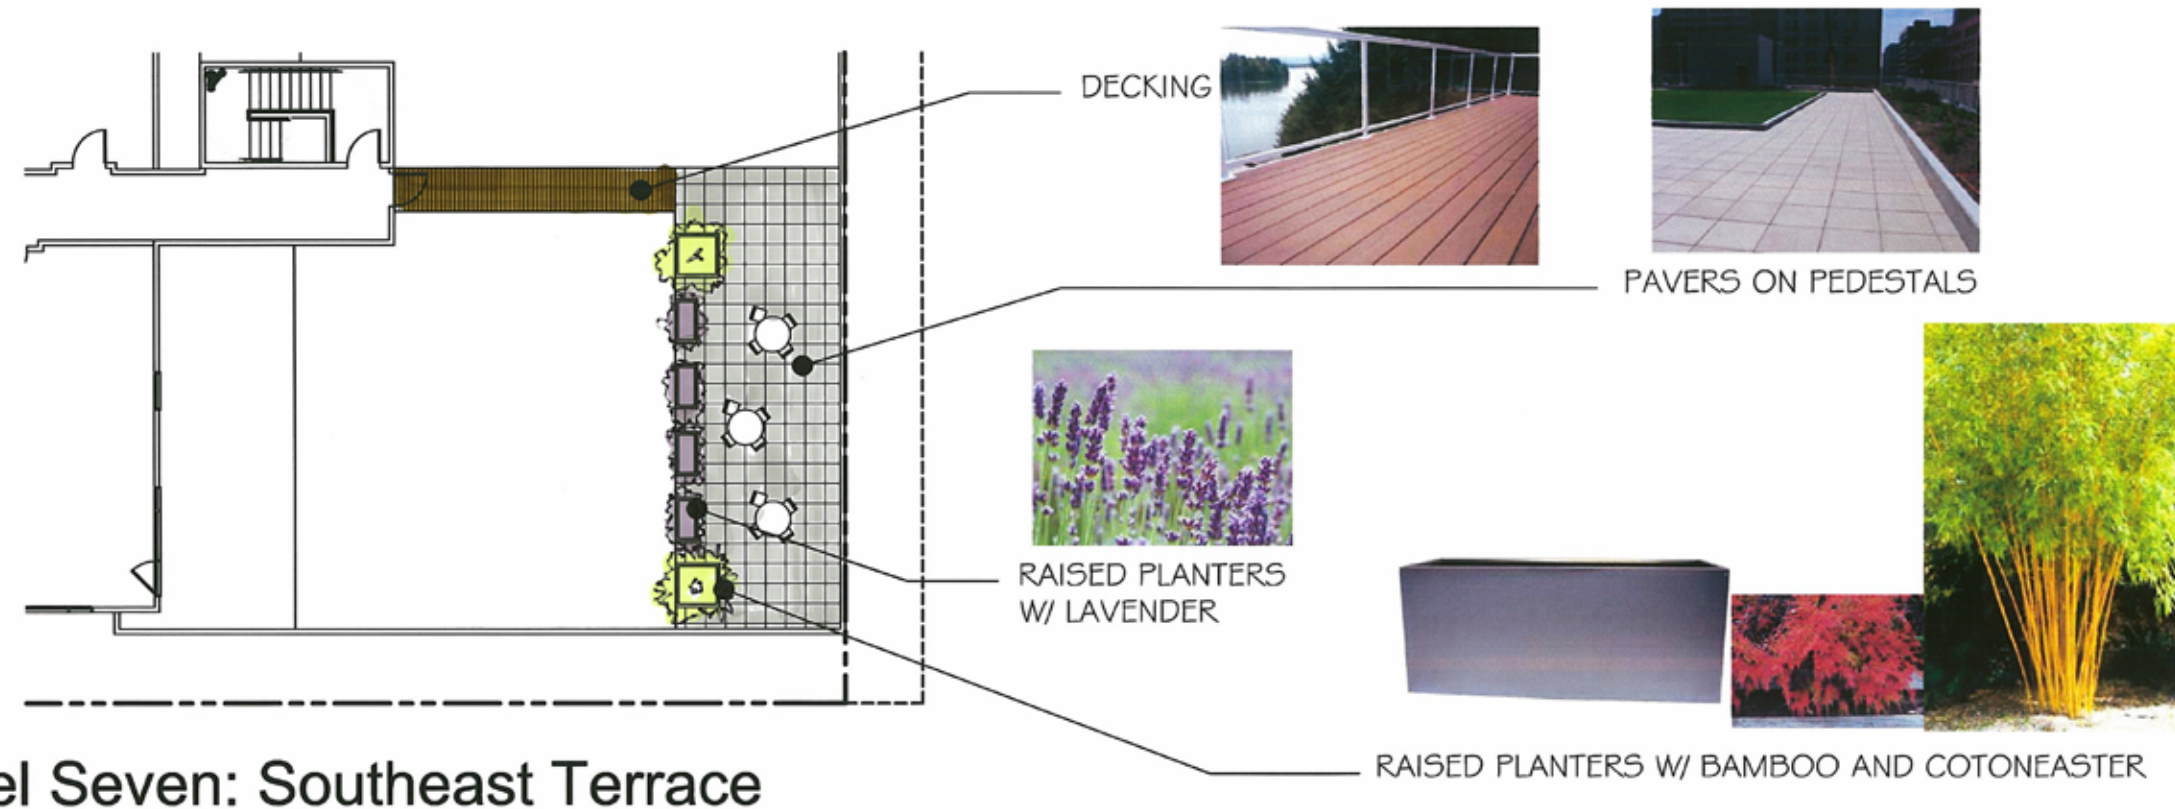 DECKING
PAVERS ON PEDESTALS
RAISED PLANTERS
W/ LAVENDER
RAISED PLANTERS W/ BAMBOO AND COTONEASTER
el Seven: Southeast Terrace